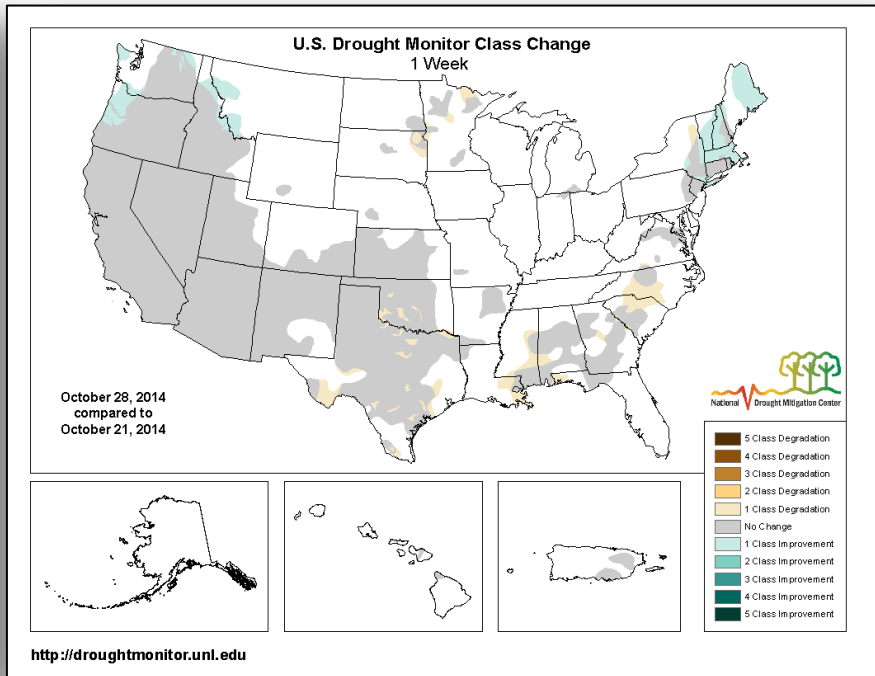 U.S. Drought Monitor Class Change
1 Week
October 28, 2014
compared to
October 21, 2014
National Drought Mitigation Center
5 Class Degradation
4 Class Degradation
3 Class Degradation
2 Class Degradation
1 Class Degradation
No Change
1 Class Improvement
2 Class Improvement
3 Class Improvement
4 Class Improvement
5 Class Improvement
http://droughtmonitor.unl.edu